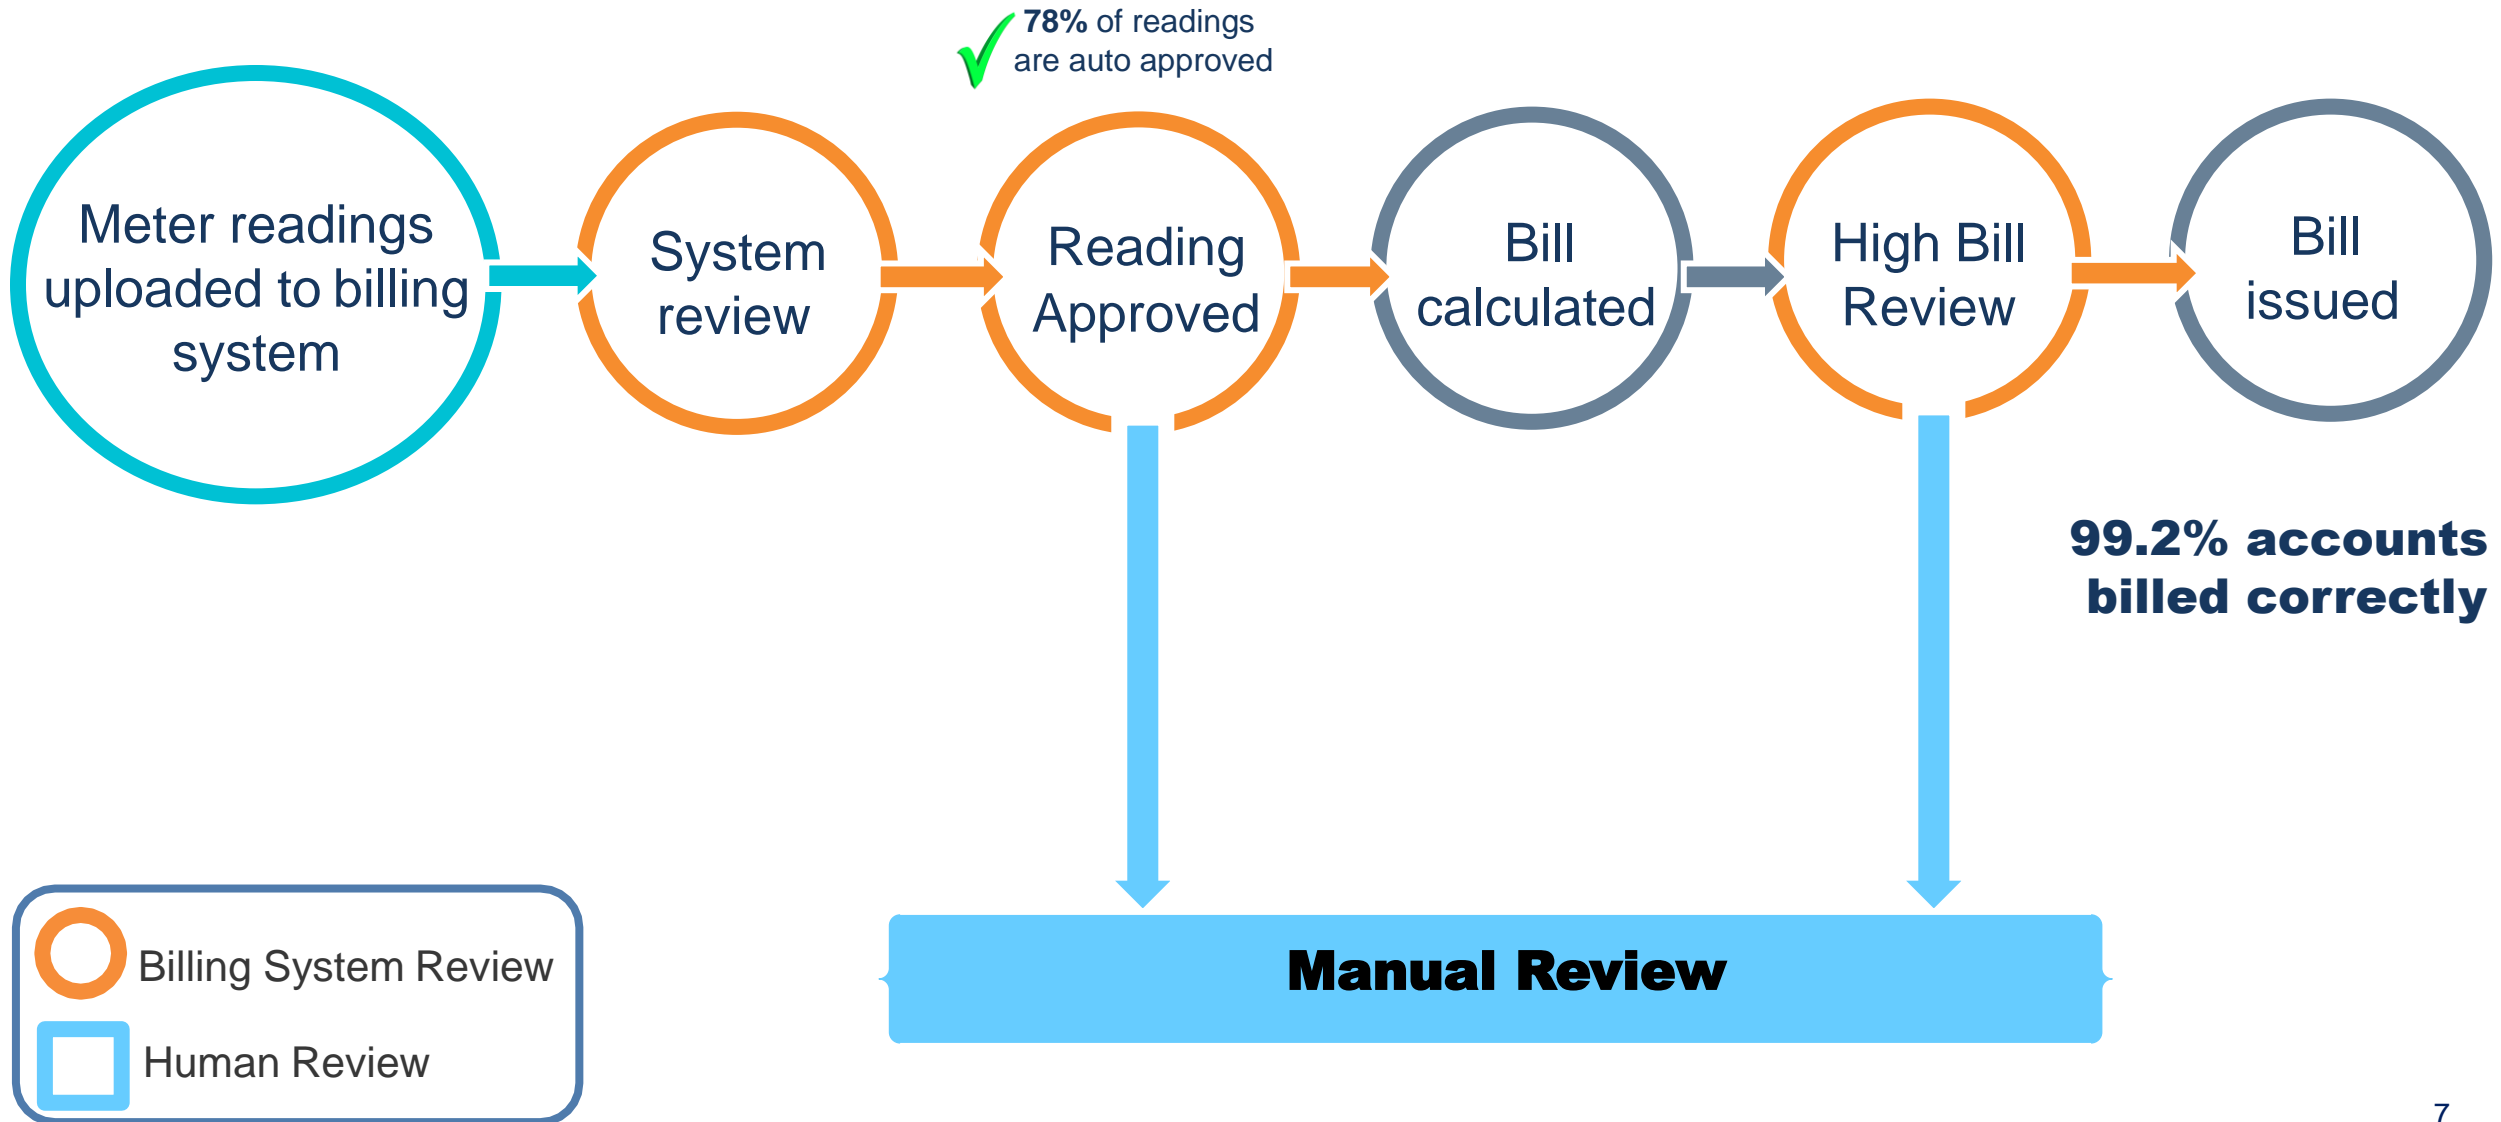 78% of readings
are auto approved
Meter readings
uploaded to billing
system
System
review
Reading
Approved
Bill
calculated
High Bill
Review
Bill
issued
99.2% accounts
billed correctly
Manual Review
Billing System Review
Human Review
7